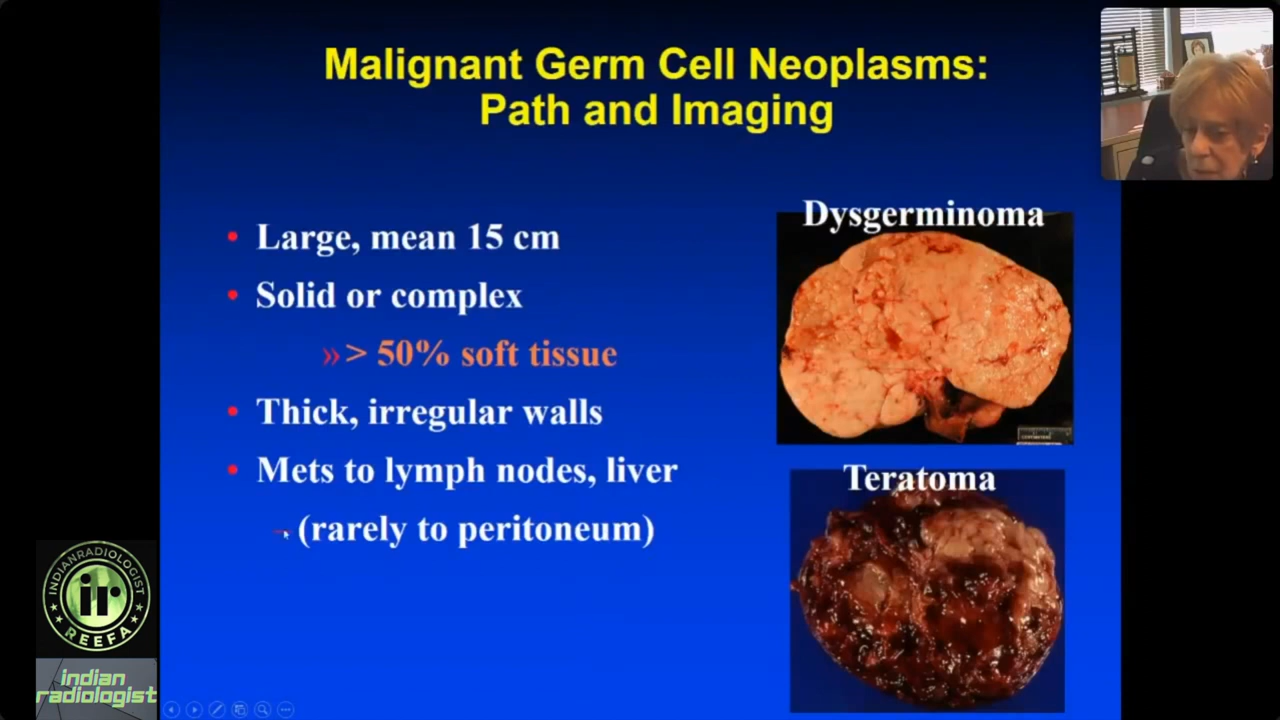 Malignant Germ Cell Neoplasms:
Path and Imaging
Dysgerminoma
• Large, mean 15 cm
• Solid or complex
» > 50% soft tissue
• Thick, irregular walls
• Mets to lymph nodes, liver
– (rarely to peritoneum)
Teratoma
INDIANRADIOLOGIST
ir
REEFA
indian
radiologist